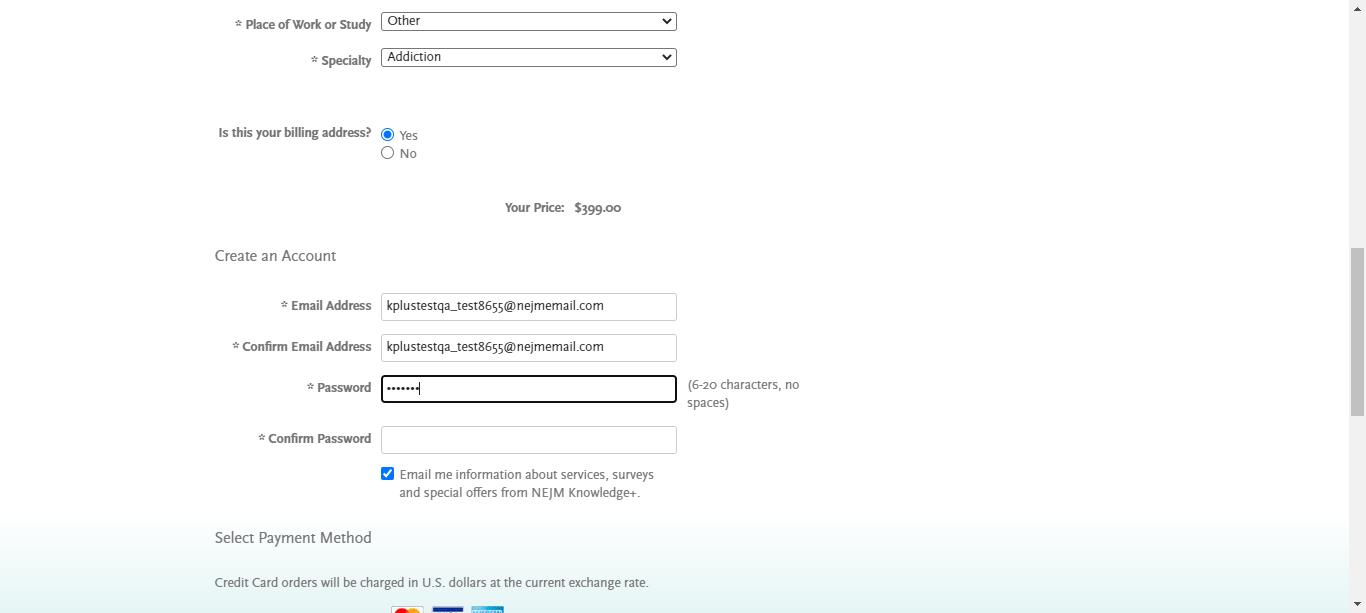 * Place of Work or Study Other
* Specialty Addiction
Is this your billing address? Yes
No
Your Price: $399.00
Create an Account
* Email Address kplustestqa_test8655@nejmemail.com
* Confirm Email Address kplustestqa_test8655@nejmemail.com
* Password ••••••• (6-20 characters, no
spaces)
* Confirm Password
Email me information about services, surveys
and special offers from NEJM Knowledge+.
Select Payment Method
Credit Card orders will be charged in U.S. dollars at the current exchange rate.